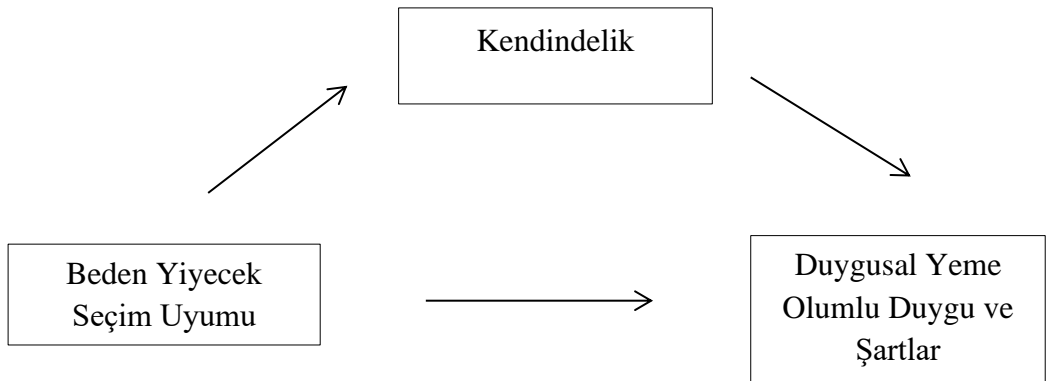 Kendindelik
Beden Yiyecek
Seçim Uyumu
Duygusal Yeme
Olumlu Duygu ve
Şartlar